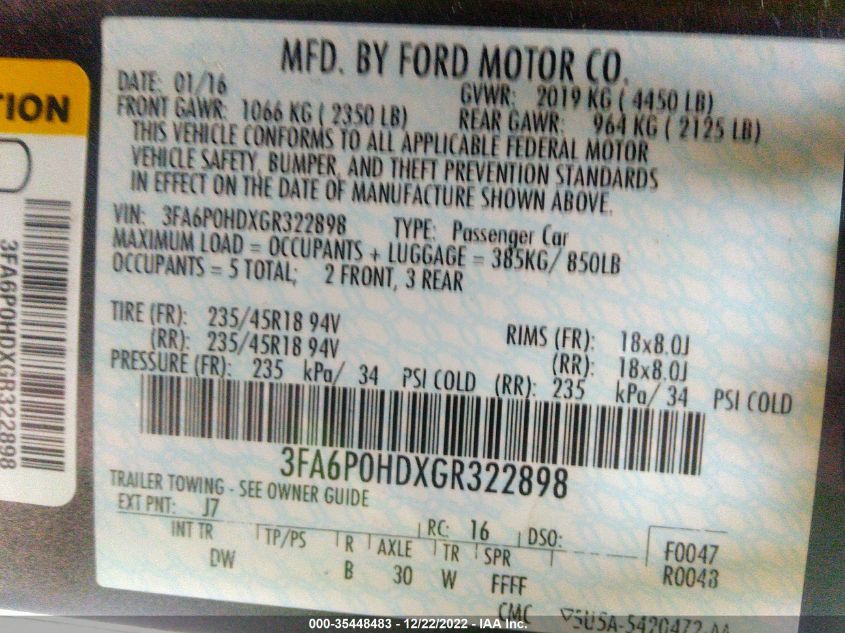 MFD. BY FORD MOTOR CO.
DATE: 01/16 GVWR: 2019 KG ( 4450 LB)
FRONT GAWR: 1066 KG ( 2350 LB) REAR GAWR: 964 KG ( 2125 LB)
THIS VEHICLE CONFORMS TO ALL APPLICABLE FEDERAL MOTOR
VEHICLE SAFETY, BUMPER, AND THEFT PREVENTION STANDARDS
IN EFFECT ON THE DATE OF MANUFACTURE SHOWN ABOVE.
VIN: 3FA6P0HDXGR322898 TYPE: Passenger Car
MAXIMUM LOAD = OCCUPANTS + LUGGAGE = 385KG/ 850LB
OCCUPANTS = 5 TOTAL; 2 FRONT, 3 REAR
TIRE (FR): 235/45R18 94V RIMS (FR): 18x8.0J
(RR): 235/45R18 94V (RR): 18x8.0J
PRESSURE (FR): 235 kPa/ 34 PSI COLD (RR): 235 kPa/ 34 PSI COLD
3FA6P0HDXGR322898
TRAILER TOWING - SEE OWNER GUIDE
EXT PNT: J7 RC: 16 DSO: F0047
INT TR TP/PS R AXLE TR SPR R0043
DW B 30 W FFFF
CMC 5U5A-5420472-AA
TION
3FA6P0HDXGR322898
000-35448483 - 12/22/2022 - IAA Inc.